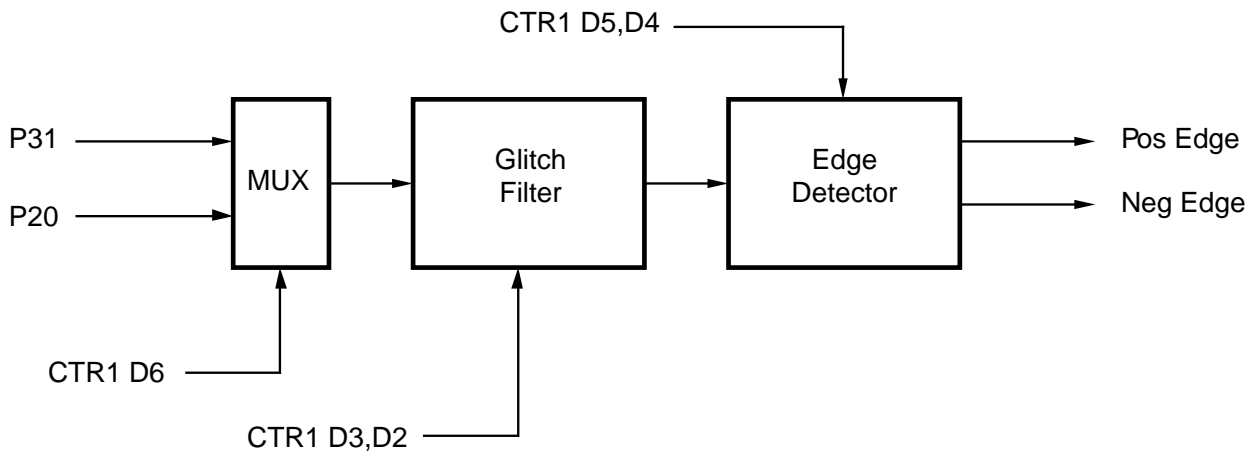 CTR1 D5,D4
P31
P20
MUX
Glitch
Filter
Edge
Detector
Pos Edge
Neg Edge
CTR1 D6
CTR1 D3,D2